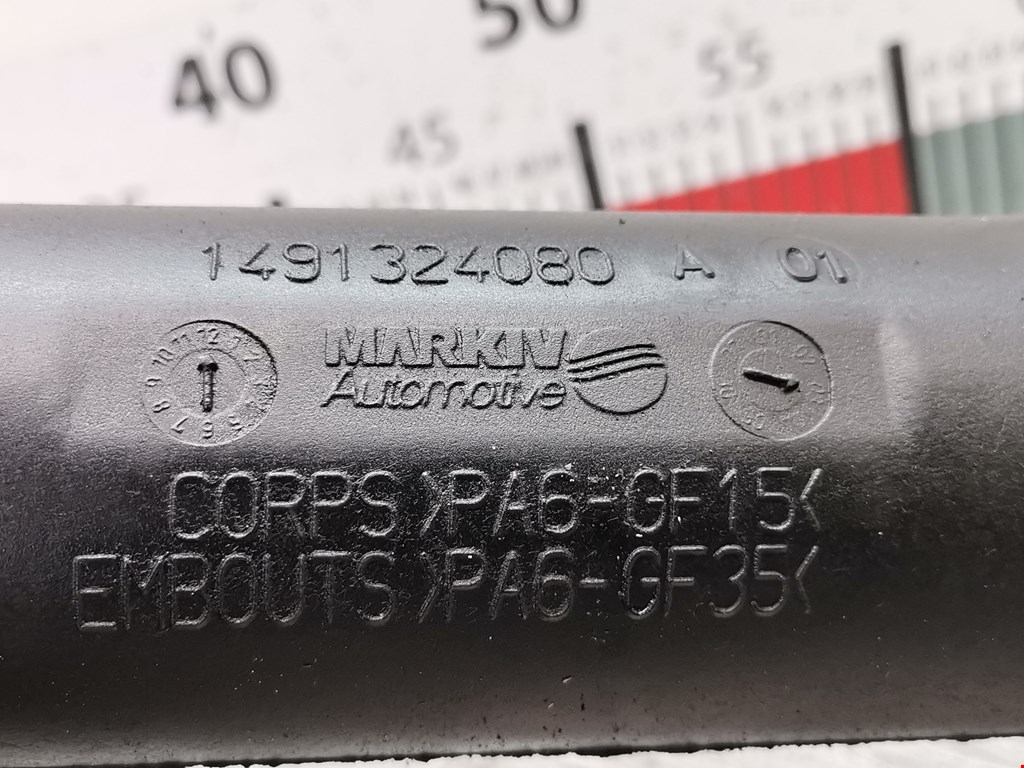 50
40
55
45
1491324080 A 01
MARKIV
Automotive
CORPS >PA6-GF15<
EMBOUTS >PA6-GF35<